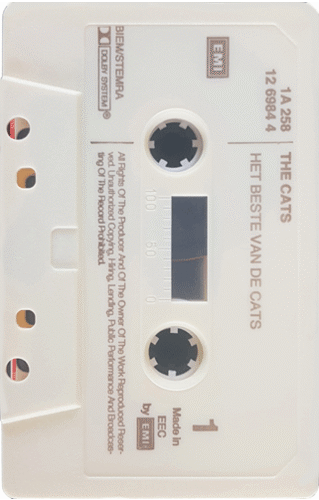 EMI
1A 258
12 6984 4
THE CATS
HET BESTE VAN DE CATS
BIEM/STEMRA
DOLBY SYSTEM®
100 50 0
1
Made in
EEC
by EMI
All Rights Of The Producer And Of The Owner Of The Work Reproduced Reser-
ved. Unauthorized Copying, Hiring, Lending, Public Performance And Broadcas-
ting Of The Record Prohibited.